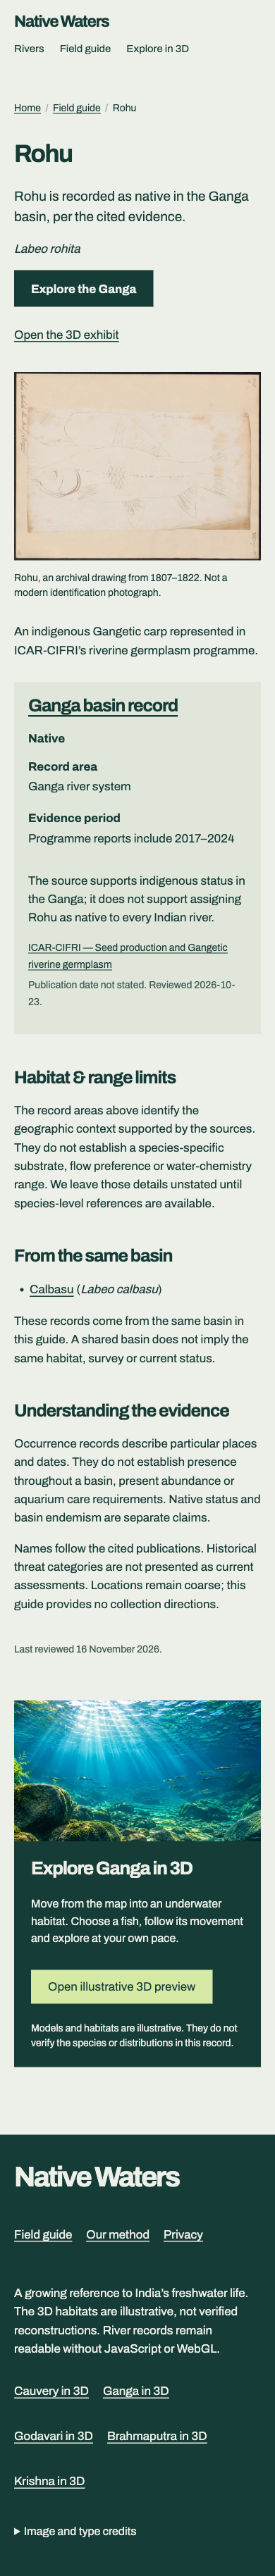 Native Waters
Rivers Field guide Explore in 3D
Home / Field guide / Rohu
Rohu
Rohu is recorded as native in the Ganga
basin, per the cited evidence.
Labeo rohita
Explore the Ganga
Open the 3D exhibit
Rohu, an archival drawing from 1807–1822. Not a
modern identification photograph.
An indigenous Gangetic carp represented in
ICAR-CIFRI's riverine germplasm programme.
Ganga basin record
Native
Record area
Ganga river system
Evidence period
Programme reports include 2017–2024
The source supports indigenous status in
the Ganga; it does not support assigning
Rohu as native to every Indian river.
ICAR-CIFRI — Seed production and Gangetic
riverine germplasm
Publication date not stated. Reviewed 2026-10-
23.
Habitat & range limits
The record areas above identify the
geographic context supported by the sources.
They do not establish a species-specific
substrate, flow preference or water-chemistry
range. We leave those details unstated until
species-level references are available.
From the same basin
• Calbasu (Labeo calbasu)
These records come from the same basin in
this guide. A shared basin does not imply the
same habitat, survey or current status.
Understanding the evidence
Occurrence records describe particular places
and dates. They do not establish presence
throughout a basin, present abundance or
aquarium care requirements. Native status and
basin endemism are separate claims.
Names follow the cited publications. Historical
threat categories are not presented as current
assessments. Locations remain coarse; this
guide provides no collection directions.
Last reviewed 16 November 2026.
Explore Ganga in 3D
Move from the map into an underwater
habitat. Choose a fish, follow its movement
and explore at your own pace.
Open illustrative 3D preview
Models and habitats are illustrative. They do not
verify the species or distributions in this record.
Native Waters
Field guide Our method Privacy
A growing reference to India's freshwater life.
The 3D habitats are illustrative, not verified
reconstructions. River records remain
readable without JavaScript or WebGL.
Cauvery in 3D Ganga in 3D
Godavari in 3D Brahmaputra in 3D
Krishna in 3D
▶ Image and type credits